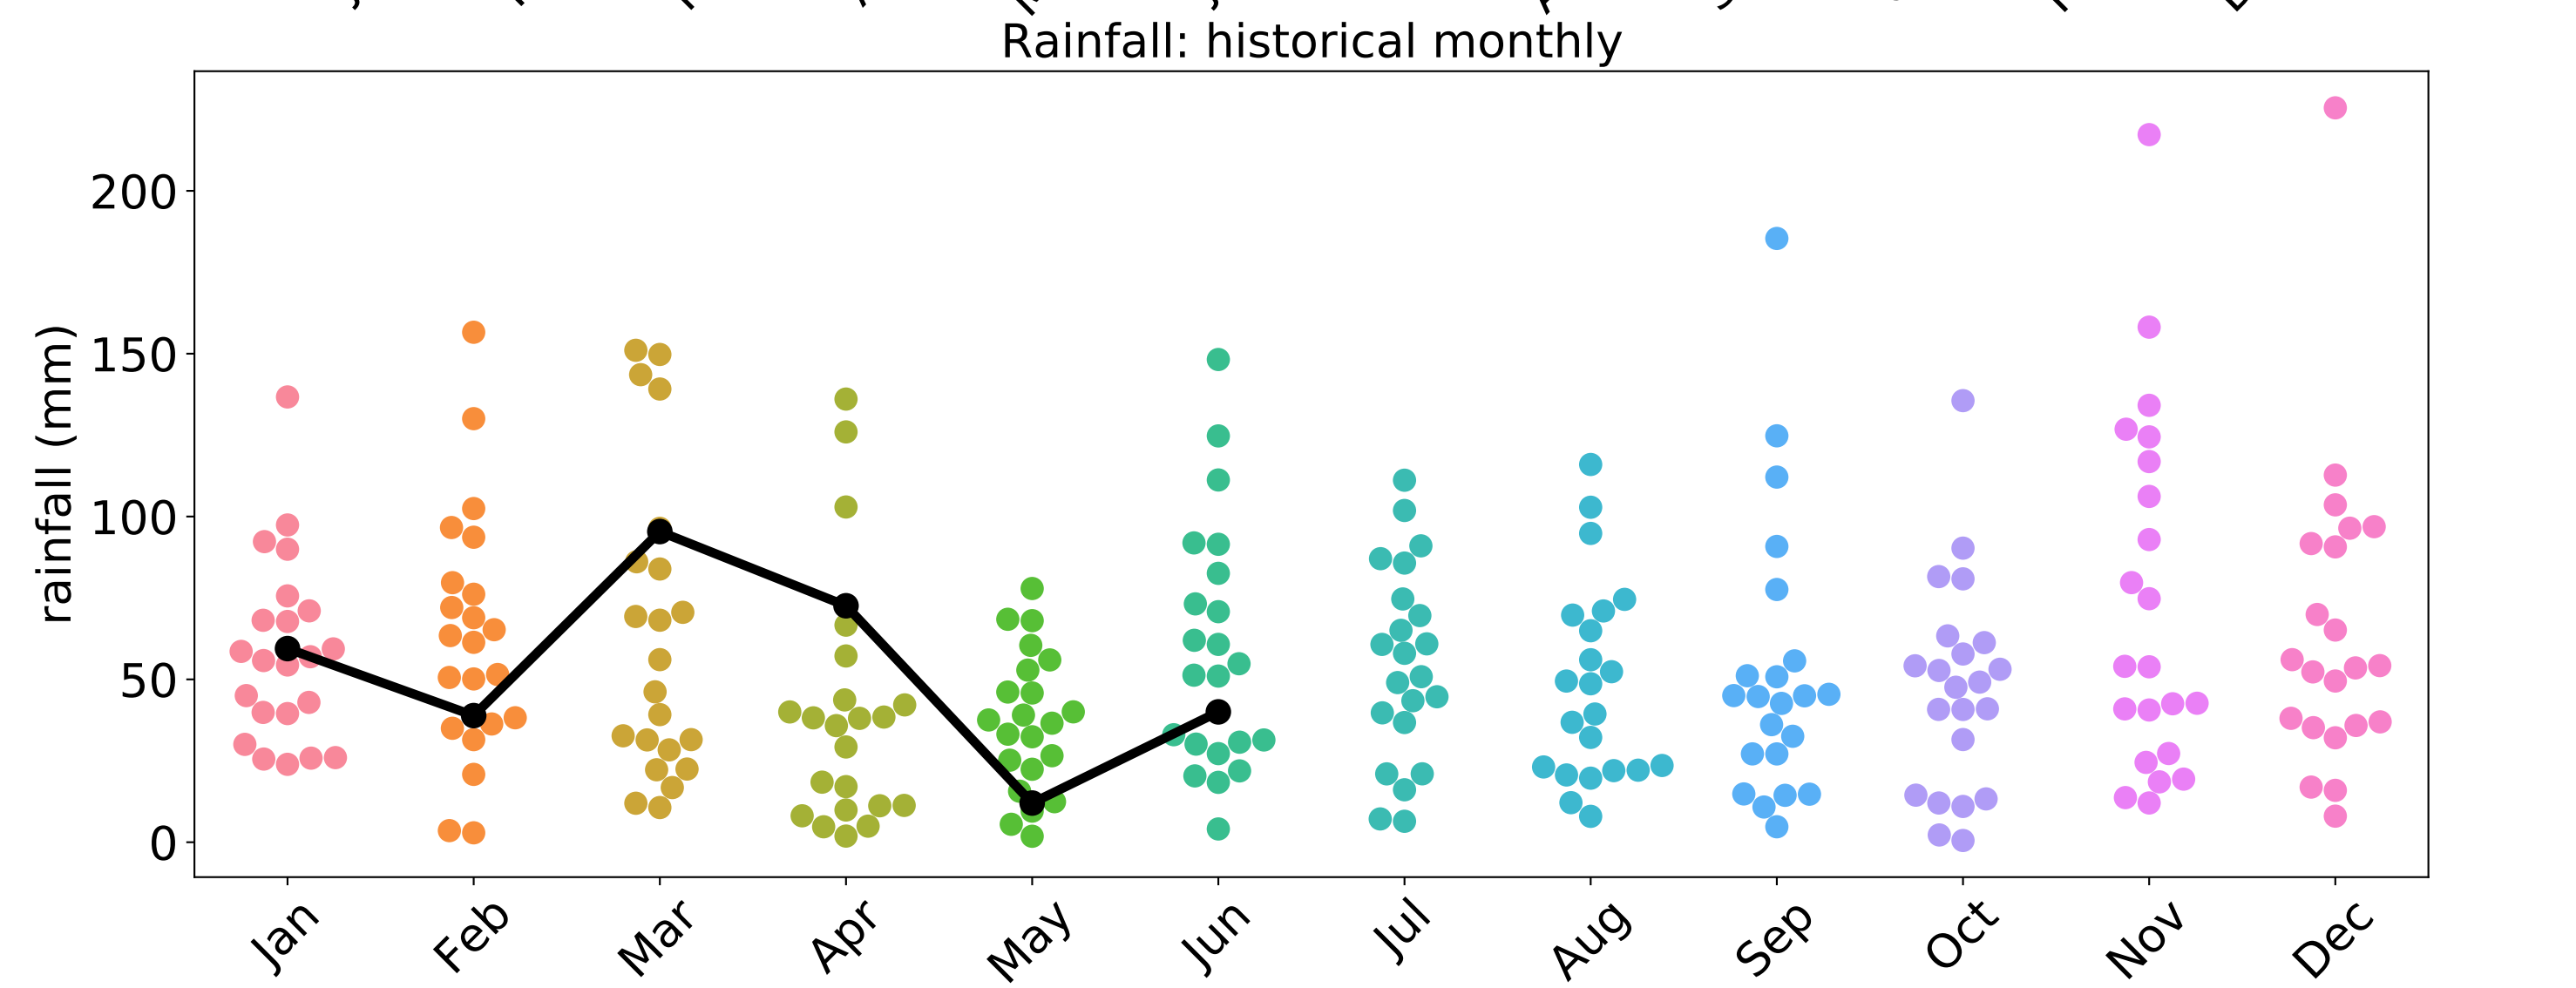 Rainfall: historical monthly
rainfall (mm)
200
150
100
50
0
Jan
Feb
Mar
Apr
May
Jun
Jul
Aug
Sep
Oct
Nov
Dec